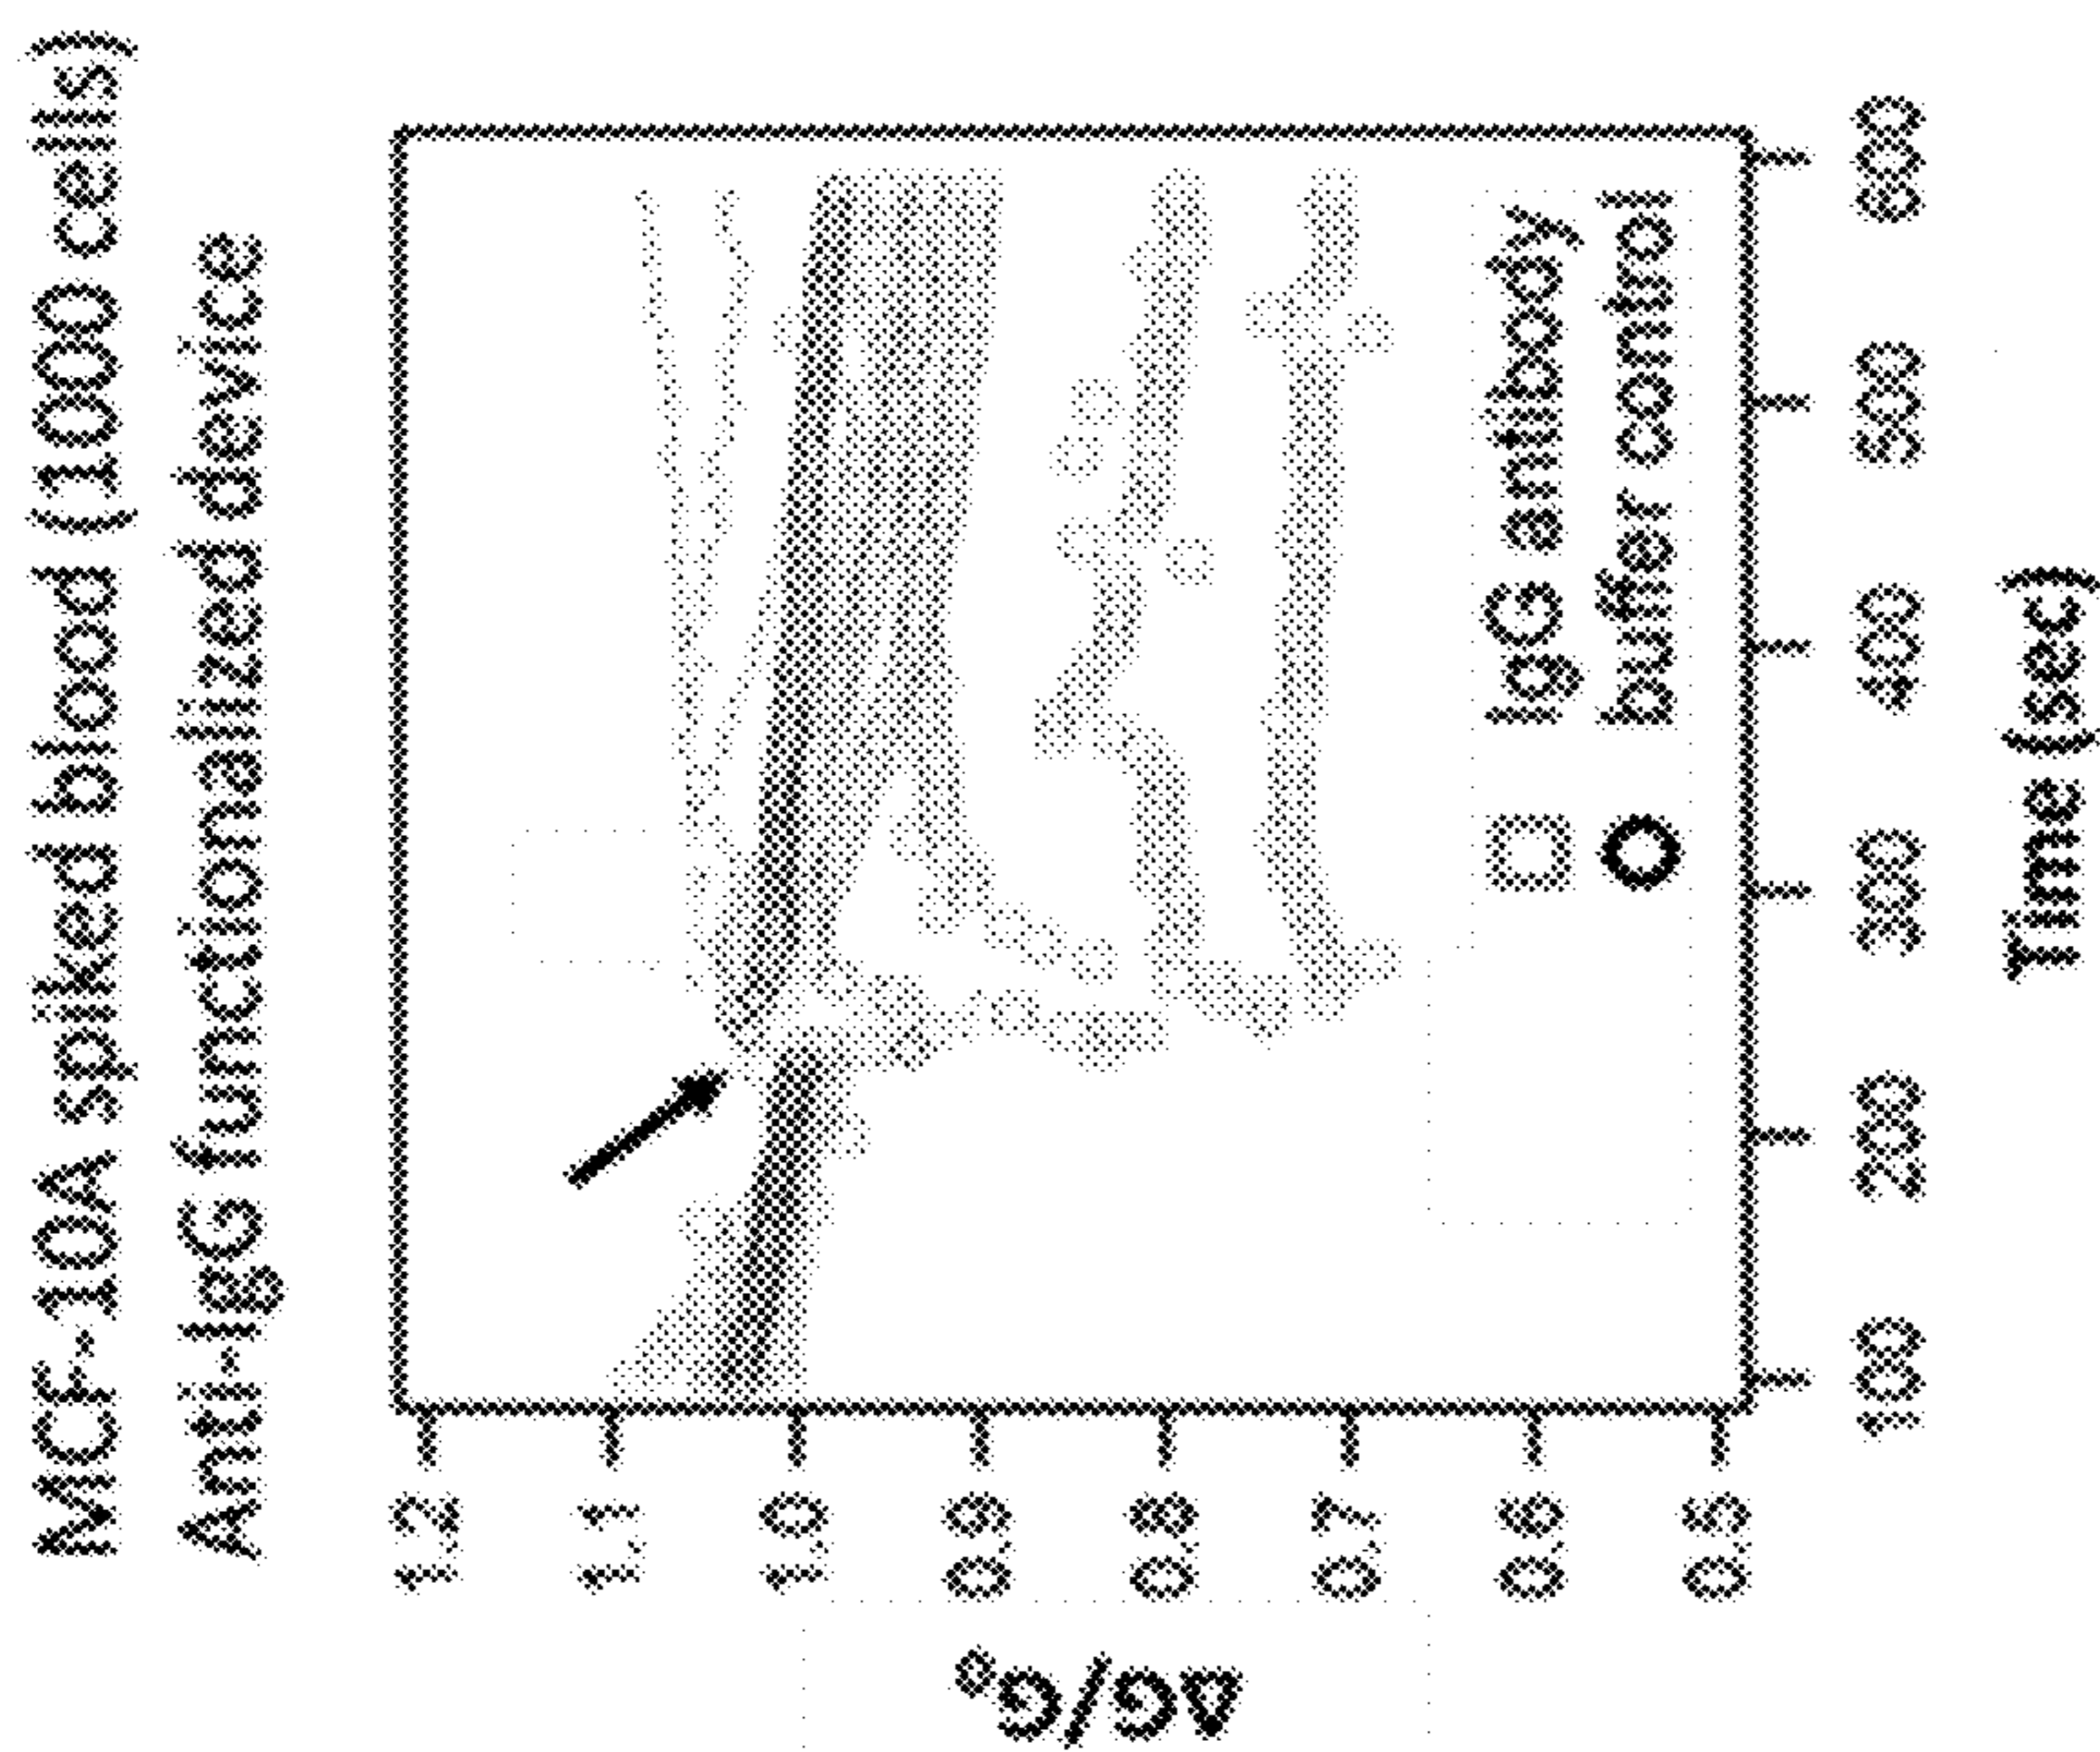 MCF-10A spiked blood (1000 cells)
Anti-IgG functionalized device
ΔG/G₀
1.2
1.1
1.0
0.9
0.8
0.7
0.6
0.5
IgG antibody
buffer control
100 200 300 400 500 600
Time (sec)